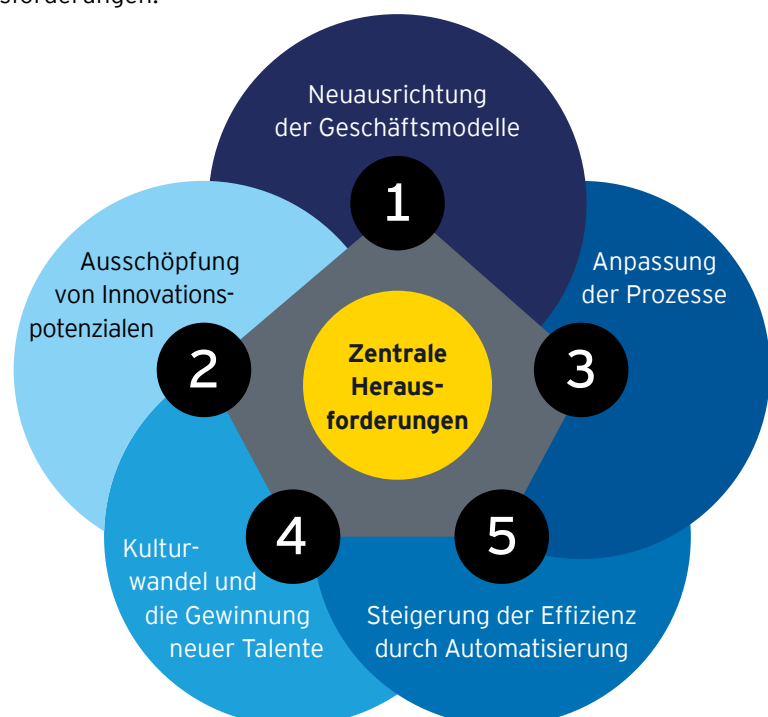 sforderungen.
Neuausrichtung
der Geschäftsmodelle
1
Ausschöpfung
von Innovations-
potenzialen
2
Anpassung
der Prozesse
3
Zentrale
Heraus-
forderungen
Kultur-
wandel und
die Gewinnung
neuer Talente
4
5
Steigerung der Effizienz
durch Automatisierung